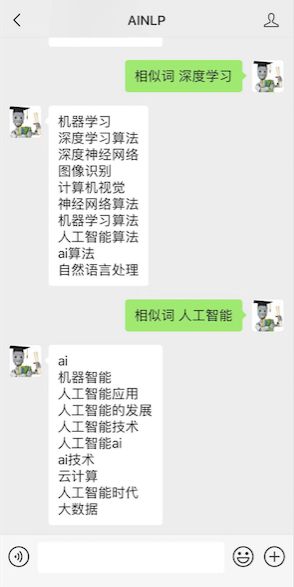 AINLP
相似词 深度学习
机器学习
深度学习算法
深度神经网络
图像识别
计算机视觉
神经网络算法
机器学习算法
人工智能算法
ai算法
自然语言处理
相似词 人工智能
ai
机器智能
人工智能应用
人工智能的发展
人工智能技术
人工智能ai
ai技术
云计算
人工智能时代
大数据